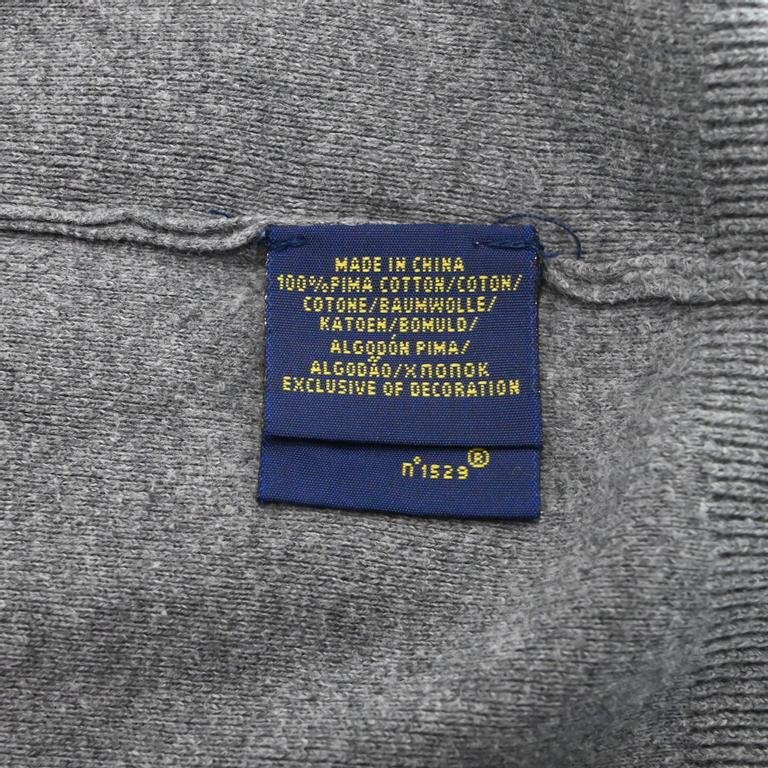 MADE IN CHINA
100%PIMA COTTON/COTON/
COTONE/BAUMWOLLE/
KATOEN/BOMULD/
ALGODÓN PIMA/
ALGODÃO/ХЛОПОК
EXCLUSIVE OF DECORATION
n°1529®